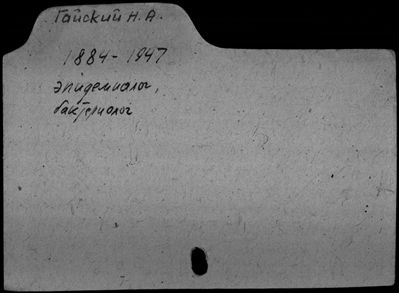 Гайский Н.А.
1884-1947
эпидемиолог,
бактериолог